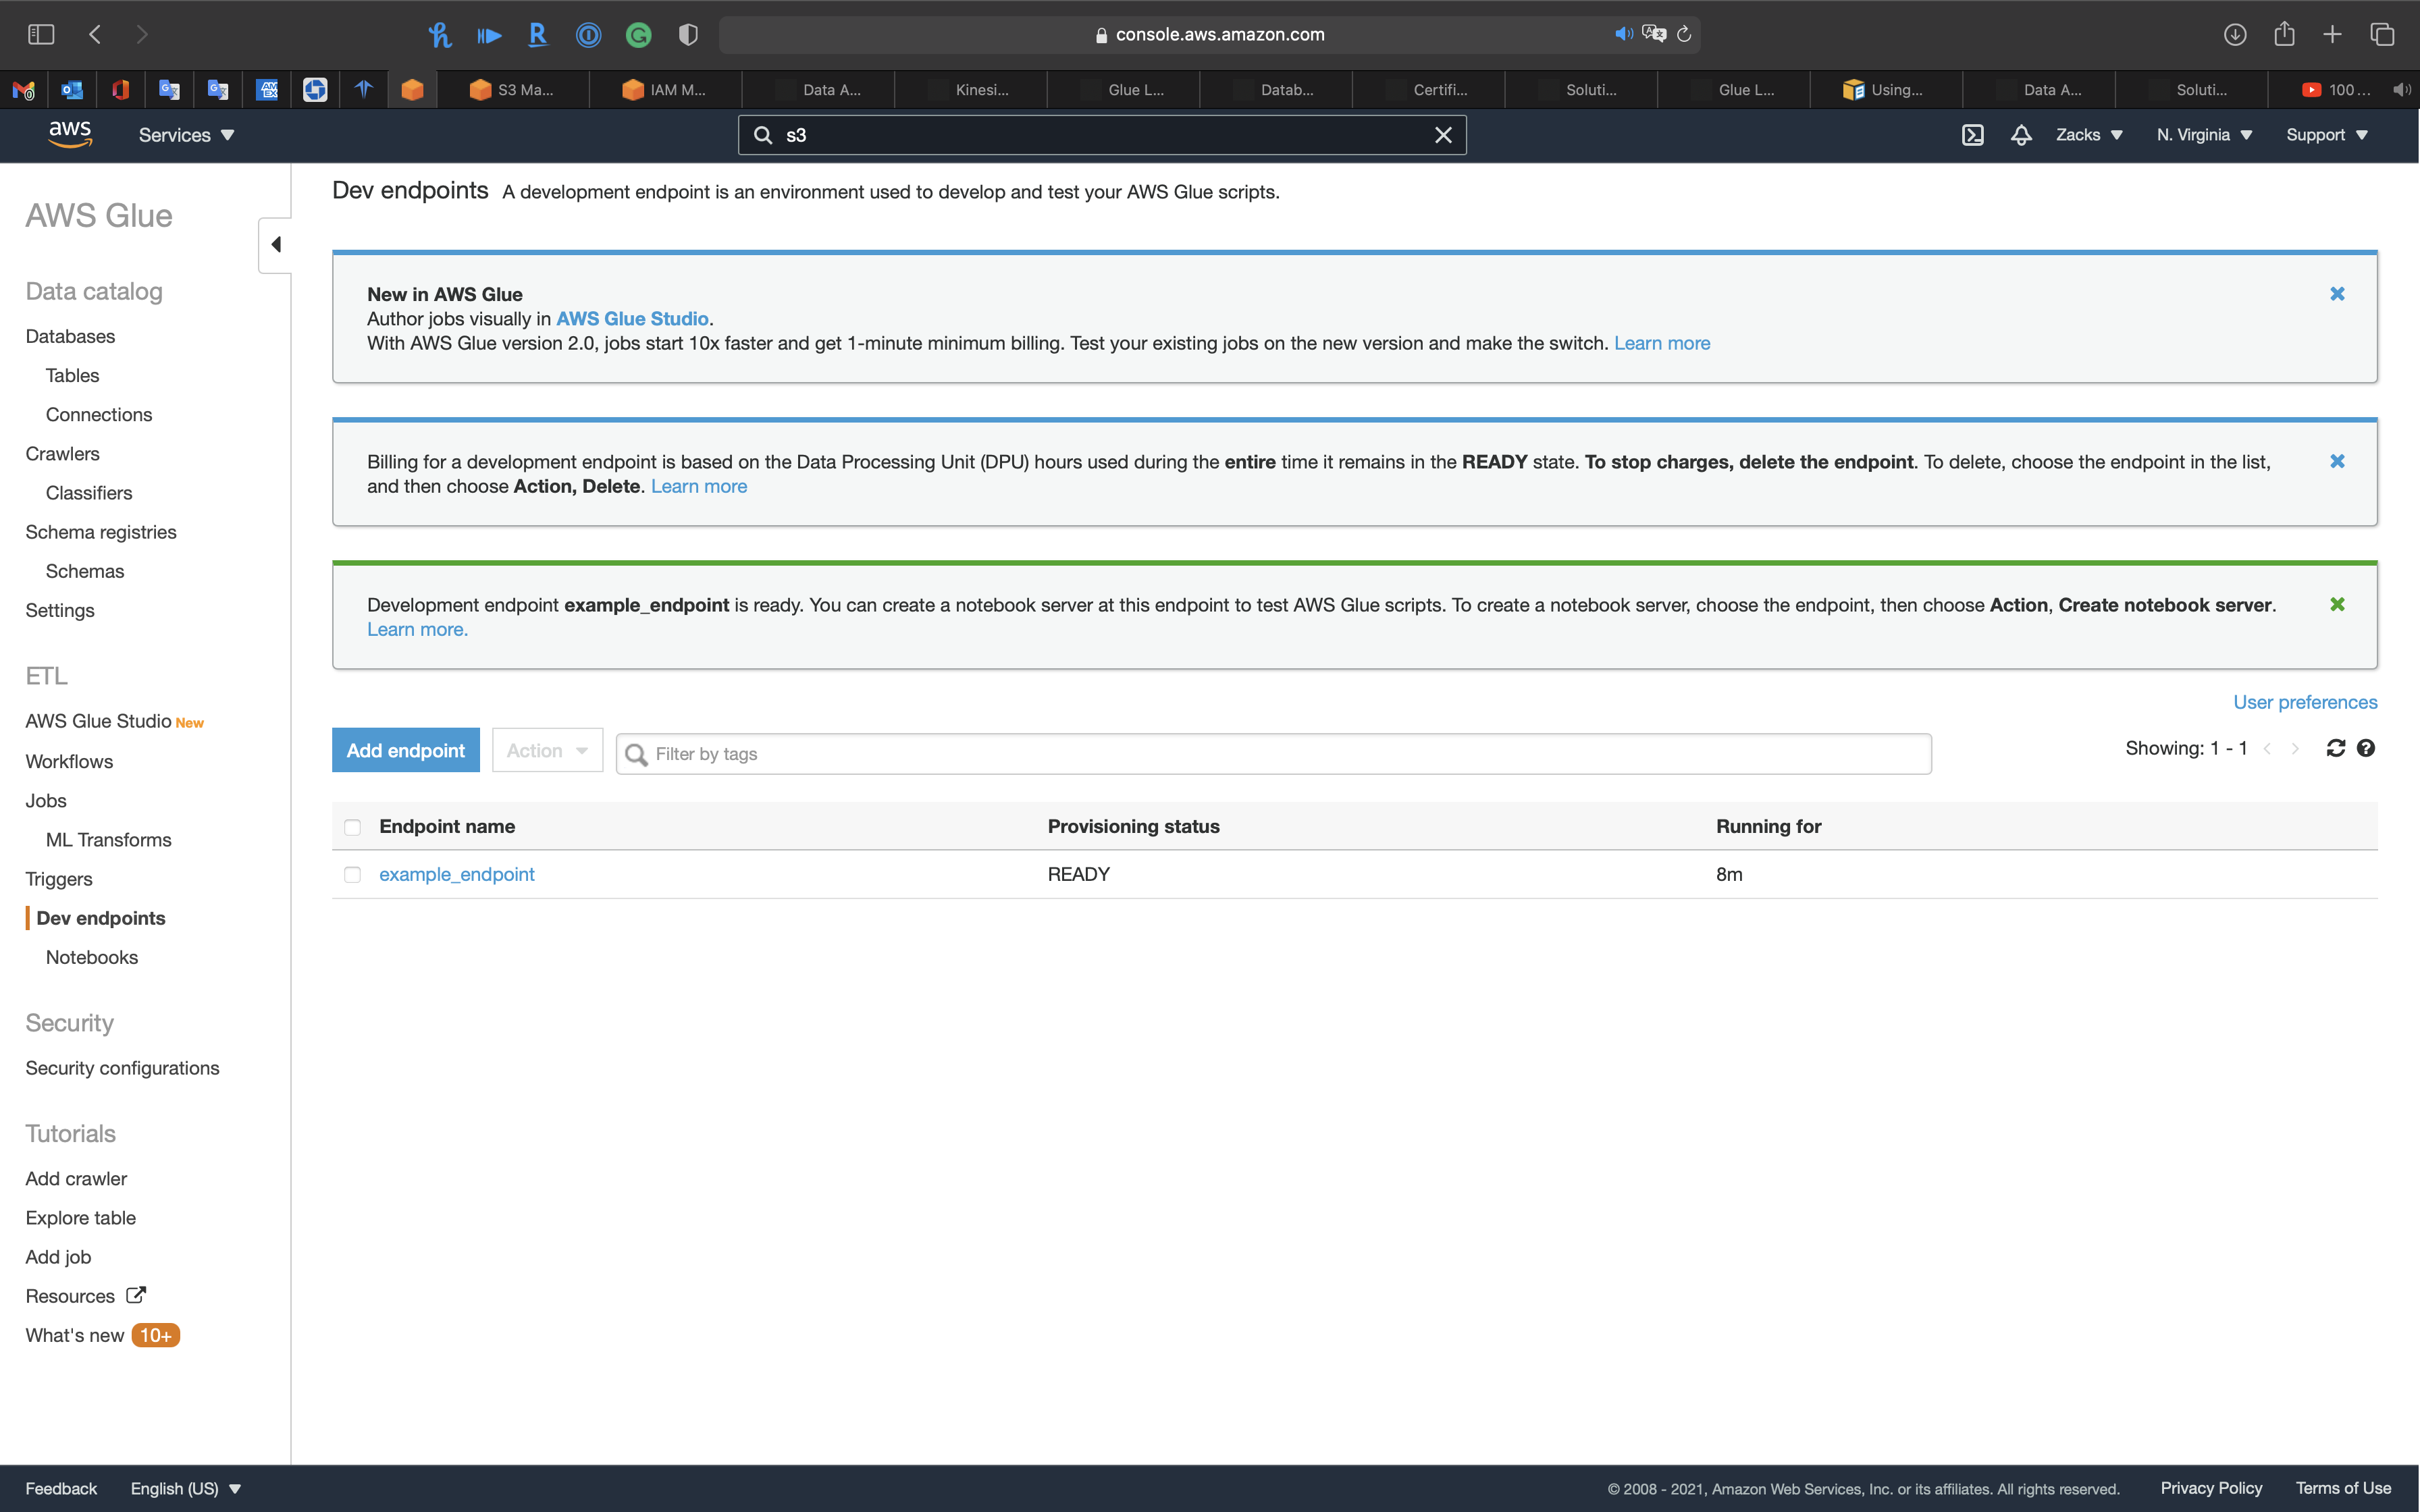 console.aws.amazon.com
S3 Ma...
IAM M...
Data A...
Kinesi...
Glue L...
Datab...
Certifi...
Soluti...
Glue L...
Using...
Data A...
Soluti...
100 ...
aws
Services
s3
Zacks
N. Virginia
Support
AWS Glue
Data catalog
Databases
Tables
Connections
Crawlers
Classifiers
Schema registries
Schemas
Settings
ETL
AWS Glue Studio New
Workflows
Jobs
ML Transforms
Triggers
Dev endpoints
Notebooks
Security
Security configurations
Tutorials
Add crawler
Explore table
Add job
Resources
What's new 10+
Dev endpoints A development endpoint is an environment used to develop and test your AWS Glue scripts.
New in AWS Glue
Author jobs visually in AWS Glue Studio.
With AWS Glue version 2.0, jobs start 10x faster and get 1-minute minimum billing. Test your existing jobs on the new version and make the switch. Learn more
Billing for a development endpoint is based on the Data Processing Unit (DPU) hours used during the entire time it remains in the READY state. To stop charges, delete the endpoint. To delete, choose the endpoint in the list,
and then choose Action, Delete. Learn more
Development endpoint example_endpoint is ready. You can create a notebook server at this endpoint to test AWS Glue scripts. To create a notebook server, choose the endpoint, then choose Action, Create notebook server.
Learn more.
User preferences
Add endpoint
Action
Filter by tags
Showing: 1 - 1
Endpoint name Provisioning status Running for
example_endpoint READY 8m
Feedback
English (US)
© 2008 - 2021, Amazon Web Services, Inc. or its affiliates. All rights reserved.
Privacy Policy
Terms of Use